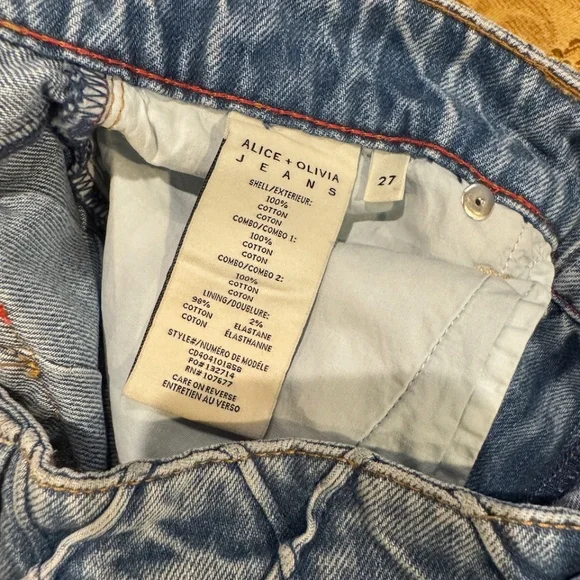 ALICE + OLIVIA
JEANS
27
SHELL/EXTERIEUR:
100%
COTTON
COTON
COMBO/COMBO 1:
100%
COTTON
COTON
COMBO/COMBO 2:
100%
COTTON
COTON
LINING/DOUBLURE:
98% 2%
COTTON ELASTANE
COTON ÉLASTHANNE
STYLE#/NUMÉRO DE MODÈLE
CD404101858
PO#132714
RN#107677
CARE ON REVERSE
ENTRETIEN AU VERSO